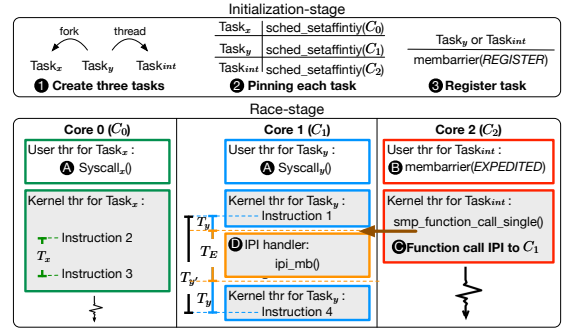 Initialization-stage
fork
thread
Task𝑥 Task𝑦 Task𝑖𝑛𝑡
❶ Create three tasks
Task𝑥 sched_setaffintiy(C0)
Task𝑦 sched_setaffintiy(C1)
Task𝑖𝑛𝑡 sched_setaffintiy(C2)
❷ Pinning each task
Task𝑦 or Task𝑖𝑛𝑡
membarrier(REGISTER)
❸ Register task
Race-stage
Core 0 (C0)
User thr for Task𝑥 :
A Syscall𝑥()
Kernel thr for Task𝑥 :
Instruction 2
T𝑥
Instruction 3
Core 1 (C1)
User thr for Task𝑦 :
A Syscall𝑦()
Kernel thr for Task𝑦 :
Instruction 1
T𝑦
D IPI handler:
T𝐸
ipi_mb()
T𝑦'
Kernel thr for Task𝑦 :
T𝑦
Instruction 4
Core 2 (C2)
User thr for Task𝑖𝑛𝑡 :
B membarrier(EXPEDITED)
Kernel thr for Task𝑖𝑛𝑡 :
smp_function_call_single()
C Function call IPI to C1